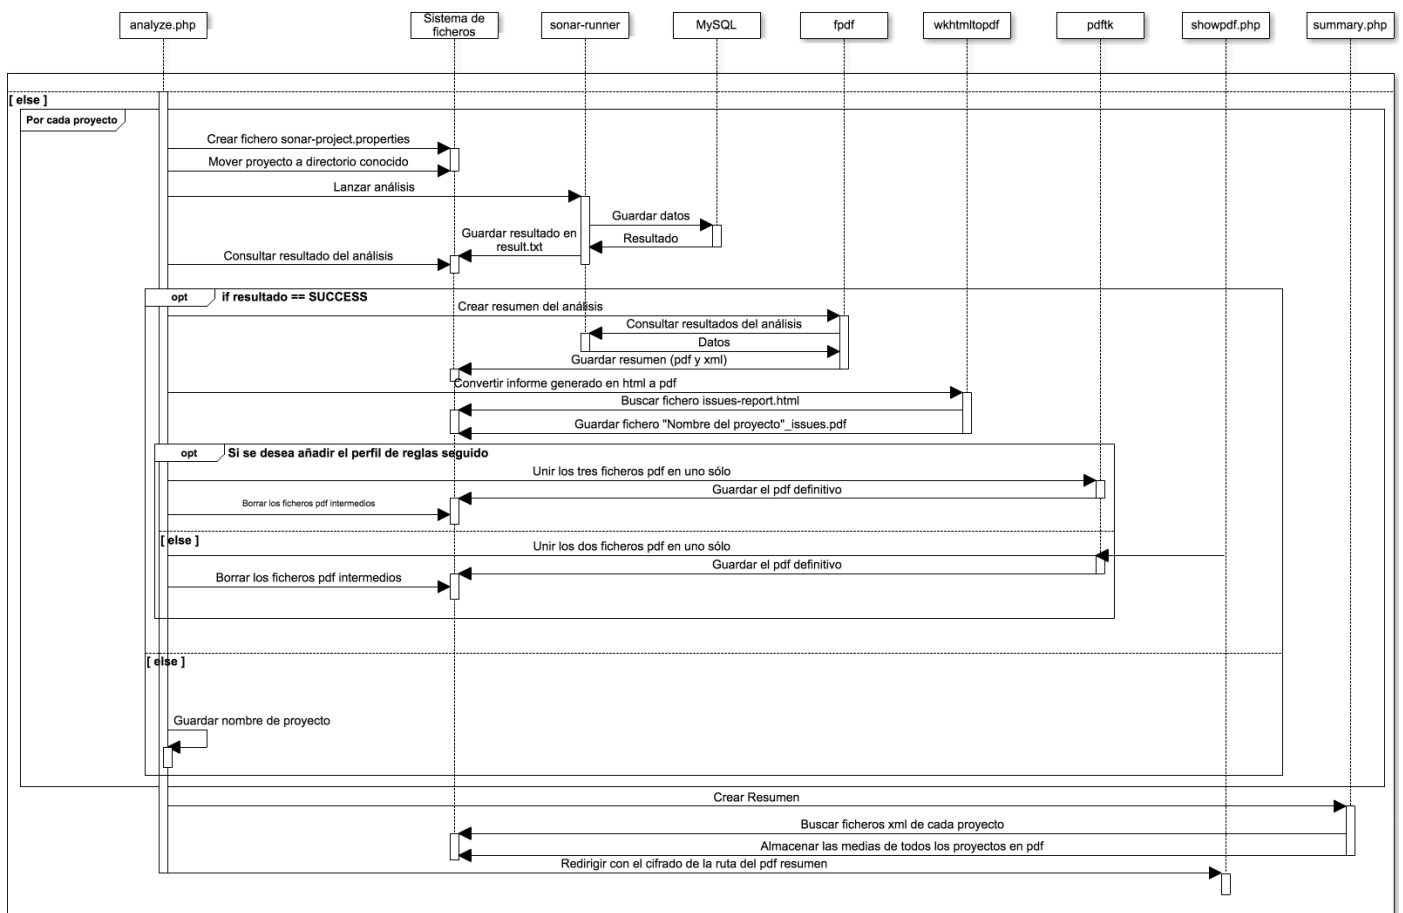 analyze.php
Sistema de
ficheros
sonar-runner
MySQL
fpdf
wkhtmltopdf
pdftk
showpdf.php
summary.php
[ else ]
Por cada proyecto
Crear fichero sonar-project.properties
Mover proyecto a directorio conocido
Lanzar análisis
Guardar datos
Guardar resultado en
result.txt
Resultado
Consultar resultado del análisis
opt
if resultado == SUCCESS
Crear resumen del análisis
Consultar resultados del análisis
Datos
Guardar resumen (pdf y xml)
Convertir informe generado en html a pdf
Buscar fichero issues-report.html
Guardar fichero "Nombre del proyecto"_issues.pdf
opt
Si se desea añadir el perfil de reglas seguido
Unir los tres ficheros pdf en uno sólo
Guardar el pdf definitivo
Borrar los ficheros pdf intermedios
[ else ]
Unir los dos ficheros pdf en uno sólo
Guardar el pdf definitivo
Borrar los ficheros pdf intermedios
[ else ]
Guardar nombre de proyecto
Crear Resumen
Buscar ficheros xml de cada proyecto
Almacenar las medias de todos los proyectos en pdf
Redirigir con el cifrado de la ruta del pdf resumen